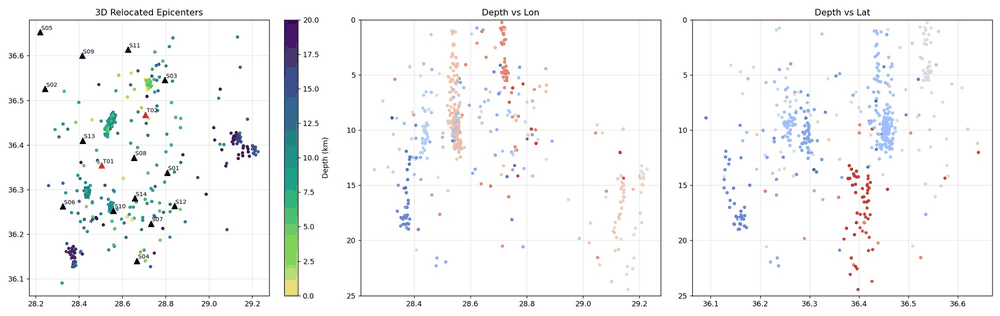 3D Relocated Epicenters
Depth vs Lon
Depth vs Lat
S05
S11
S09
S03
S02
T02
S13
S08
T01
S01
S14
S06
S10
S12
S07
S04
36.6
36.5
36.4
36.3
36.2
36.1
28.2
28.4
28.6
28.8
29.0
29.2
20.0
17.5
15.0
12.5
10.0
7.5
5.0
2.5
0.0
Depth (km)
0
5
10
15
20
25
28.4
28.6
28.8
29.0
29.2
0
5
10
15
20
25
36.1
36.2
36.3
36.4
36.5
36.6